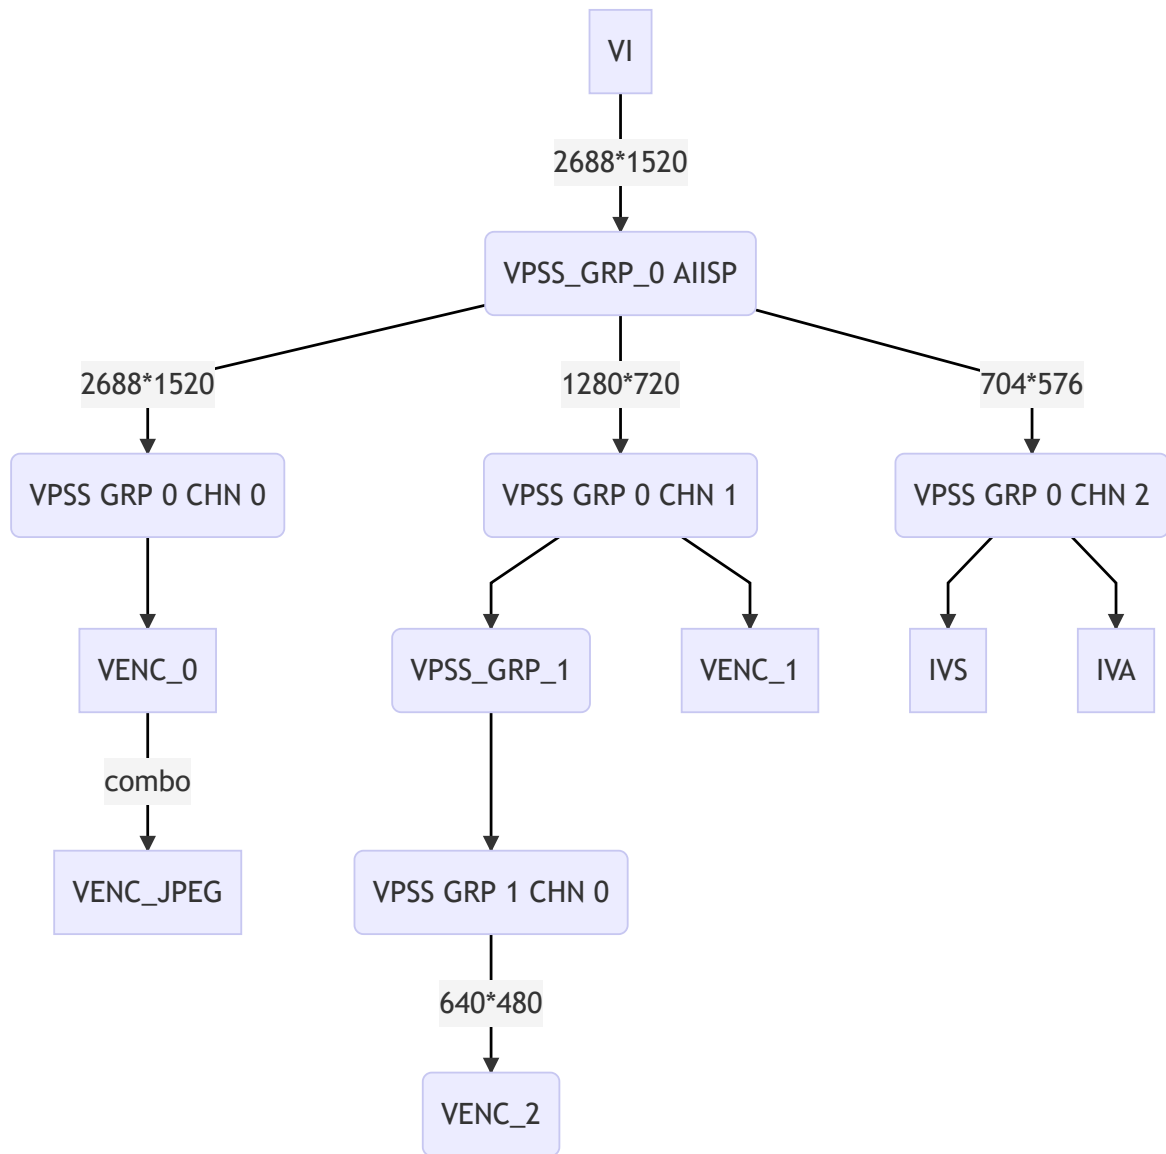 VI
2688*1520
VPSS_GRP_0 AIISP
2688*1520
1280*720
704*576
VPSS GRP 0 CHN 0
VPSS GRP 0 CHN 1
VPSS GRP 0 CHN 2
VENC_0
VPSS_GRP_1
VENC_1
IVS
IVA
combo
VENC_JPEG
VPSS GRP 1 CHN 0
640*480
VENC_2